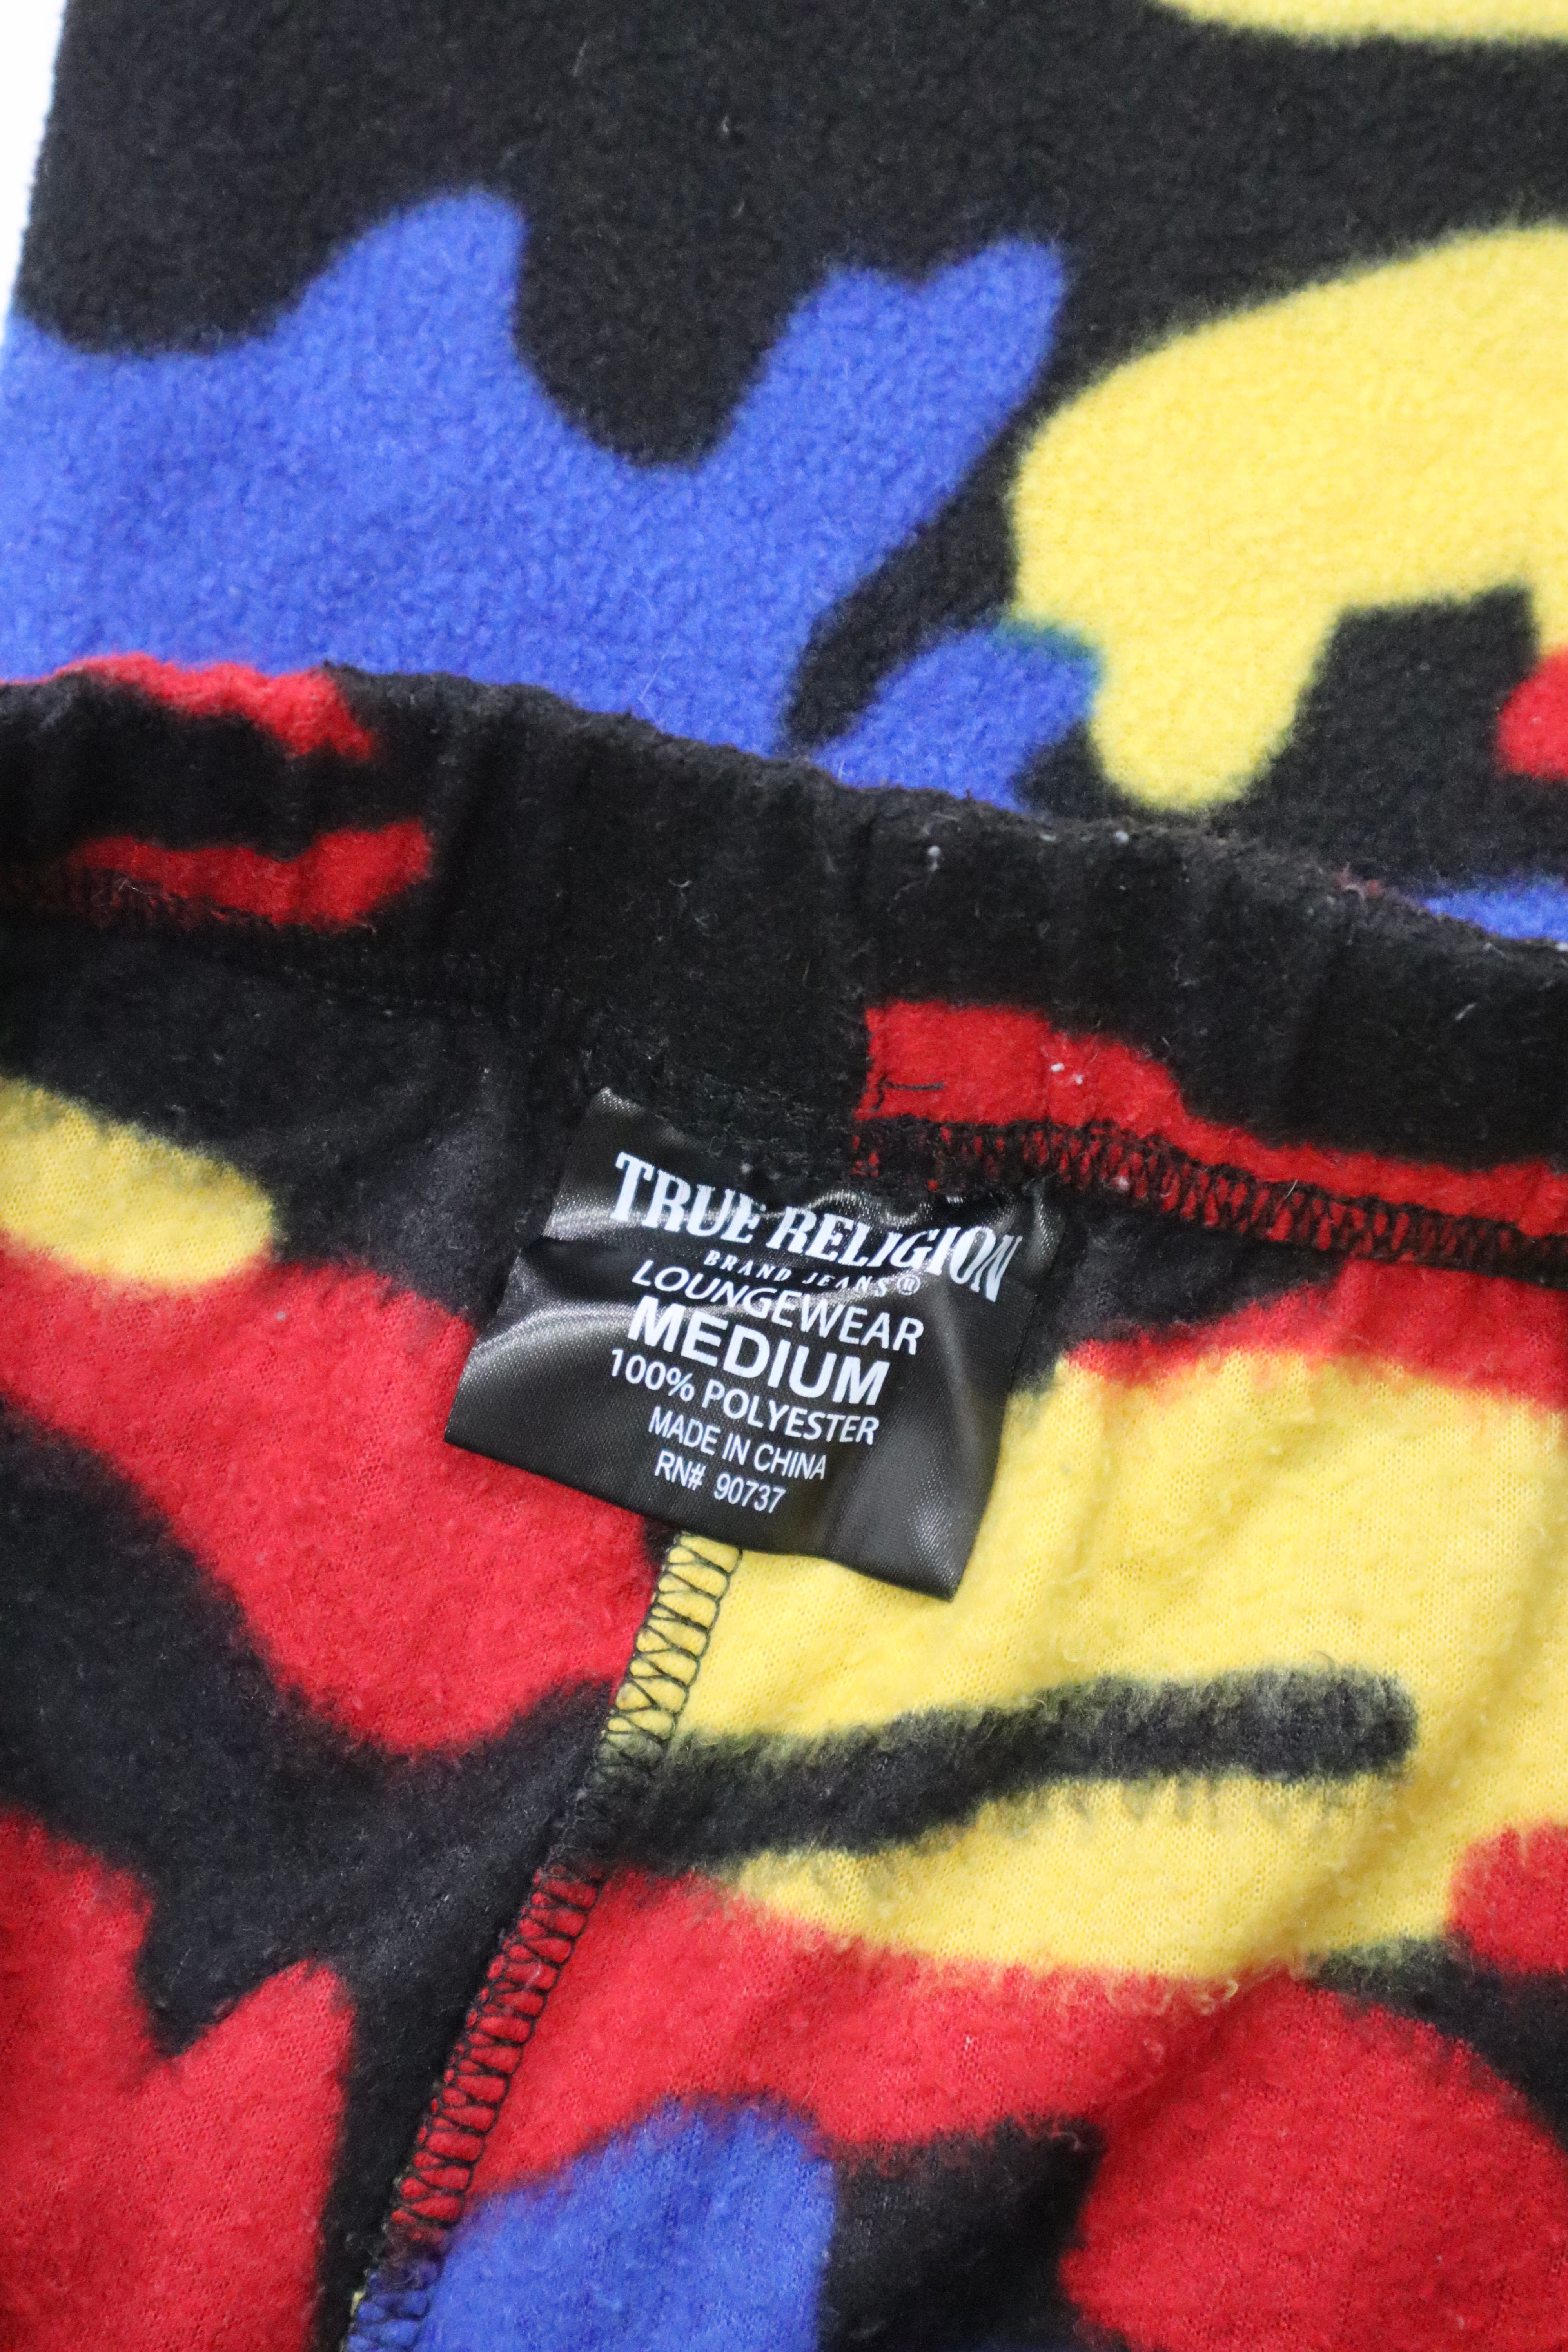 TRUE RELIGION
BRAND JEANS®
LOUNGEWEAR
MEDIUM
100% POLYESTER
MADE IN CHINA
RN# 90737